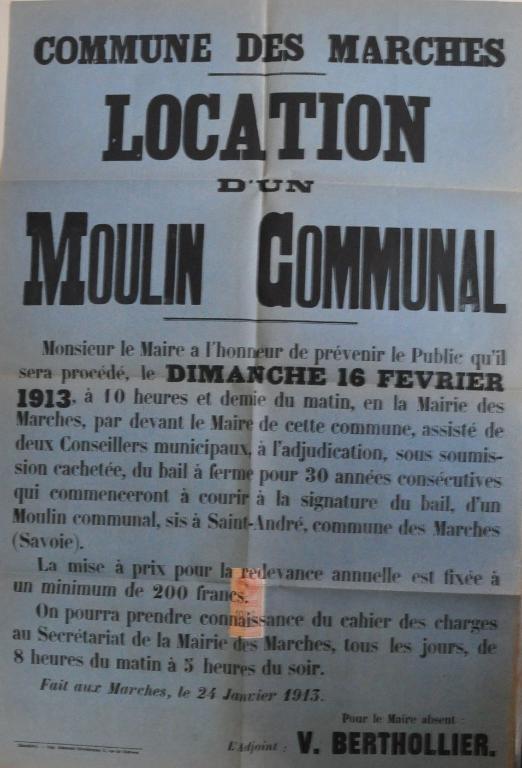 COMMUNE DES MARCHES
LOCATION
D'UN
MOULIN COMMUNAL
Monsieur le Maire a l'honneur de prévenir le Public qu'il
sera procédé, le DIMANCHE 16 FEVRIER
1913, à 10 heures et demie du matin, en la Mairie des
Marches, par devant le Maire de cette commune, assisté de
deux Conseillers municipaux, à l'adjudication, sous soumis-
sion cachetée, du bail à ferme pour 30 années consécutives
qui commenceront à courir à la signature du bail, d'un
Moulin communal, sis à Saint-André, commune des Marches
(Savoie).
La mise à prix pour la redevance annuelle est fixée à
un minimum de 200 francs.
On pourra prendre connaissance du cahier des charges
au Secrétariat de la Mairie des Marches, tous les jours, de
8 heures du matin à 5 heures du soir.
Fait aux Marches, le 24 Janvier 1913.
Pour le Maire absent :
L'Adjoint : V. BERTHOLLIER.